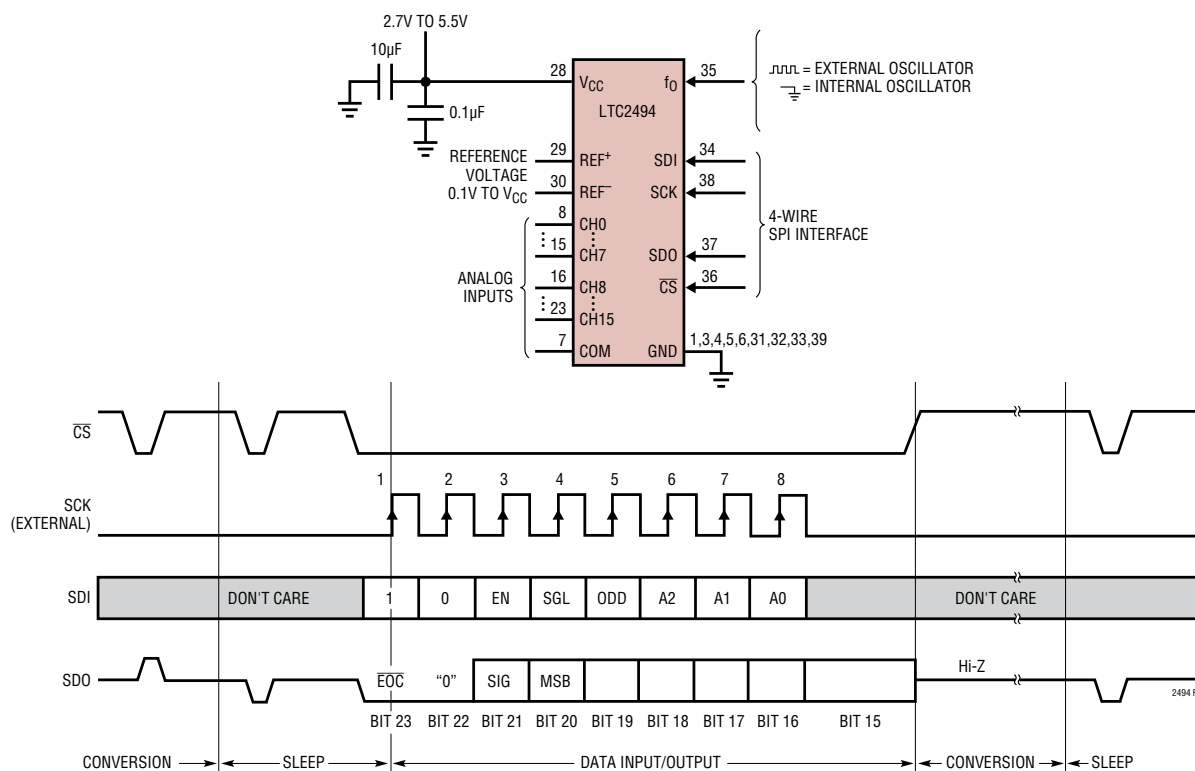 2.7V TO 5.5V
10µF
0.1µF
28
VCC
LTC2494
fO
35
= EXTERNAL OSCILLATOR
= INTERNAL OSCILLATOR
REFERENCE
VOLTAGE
0.1V TO VCC
29
REF+
30
REF–
SDI
34
SCK
38
ANALOG
INPUTS
8
CH0
15
CH7
16
CH8
23
CH15
7
COM
SDO
37
CS
36
4-WIRE
SPI INTERFACE
GND
1,3,4,5,6,31,32,33,39
CS
SCK
(EXTERNAL)
1 2 3 4 5 6 7 8
SDI
DON'T CARE 1 0 EN SGL ODD A2 A1 A0 DON'T CARE
SDO
EOC "0" SIG MSB Hi-Z
2494 F
BIT 23 BIT 22 BIT 21 BIT 20 BIT 19 BIT 18 BIT 17 BIT 16 BIT 15
CONVERSION SLEEP DATA INPUT/OUTPUT CONVERSION SLEEP